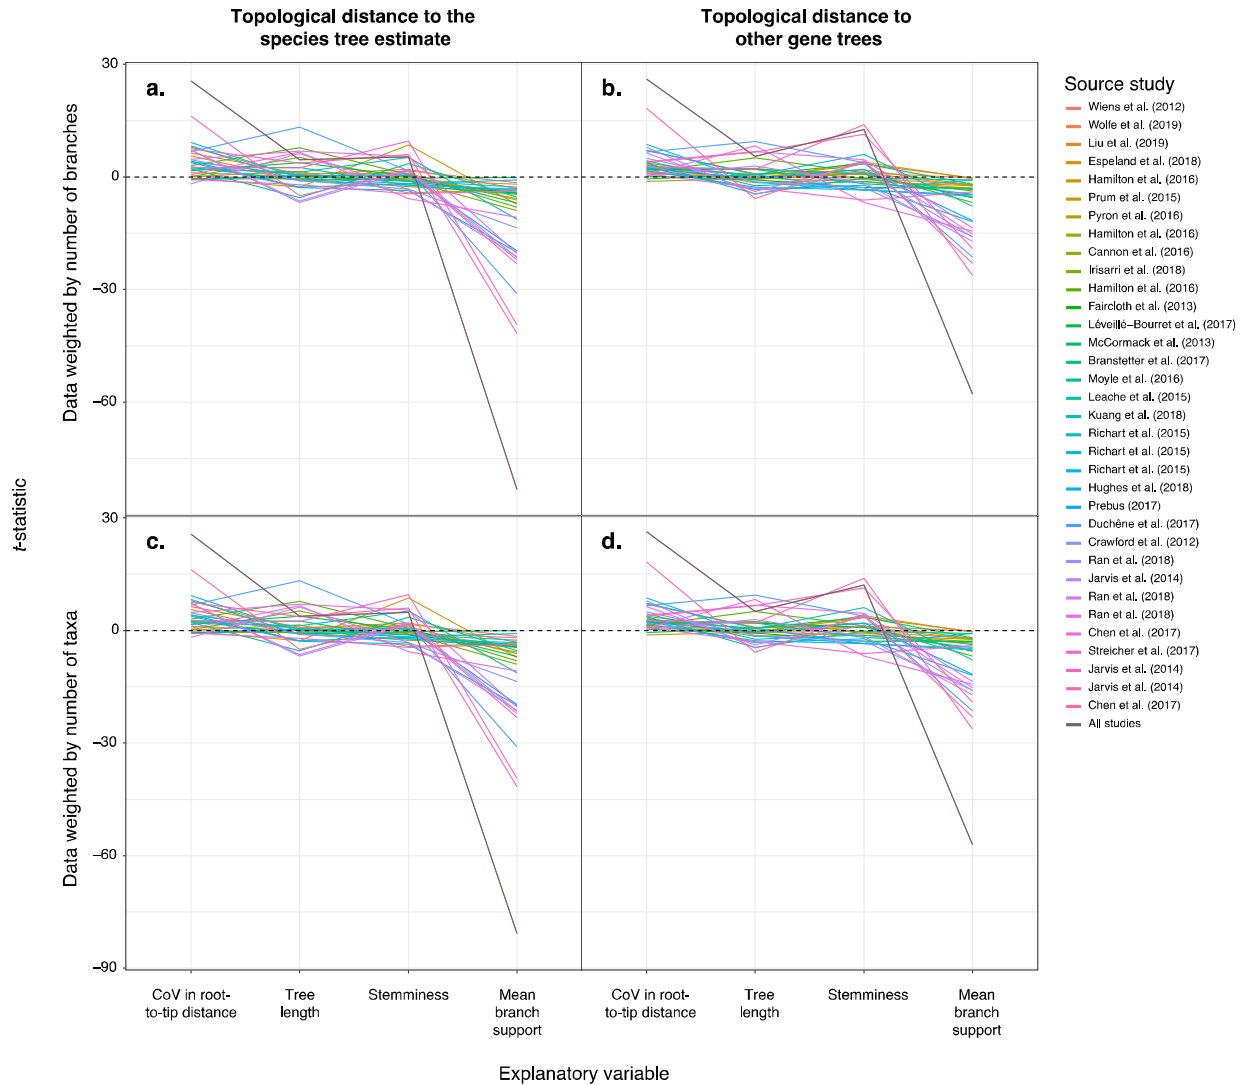 Topological distance to the
species tree estimate
Topological distance to
other gene trees
a.
b.
c.
d.
30
0
−30
−60
30
0
−30
−60
−90
Data weighted by number of branches
Data weighted by number of taxa
t-statistic
CoV in root-
to-tip distance
Tree
length
Stemminess
Mean
branch
support
CoV in root-
to-tip distance
Tree
length
Stemminess
Mean
branch
support
Explanatory variable
Source study
Wiens et al. (2012)
Wolfe et al. (2019)
Liu et al. (2019)
Espeland et al. (2018)
Hamilton et al. (2016)
Prum et al. (2015)
Pyron et al. (2016)
Hamilton et al. (2016)
Cannon et al. (2016)
Irisarri et al. (2018)
Hamilton et al. (2016)
Faircloth et al. (2013)
Léveillé−Bourret et al. (2017)
McCormack et al. (2013)
Branstetter et al. (2017)
Moyle et al. (2016)
Leache et al. (2015)
Kuang et al. (2018)
Richart et al. (2015)
Richart et al. (2015)
Richart et al. (2015)
Hughes et al. (2018)
Prebus (2017)
Duchêne et al. (2017)
Crawford et al. (2012)
Ran et al. (2018)
Jarvis et al. (2014)
Ran et al. (2018)
Ran et al. (2018)
Chen et al. (2017)
Streicher et al. (2017)
Jarvis et al. (2014)
Jarvis et al. (2014)
Chen et al. (2017)
All studies